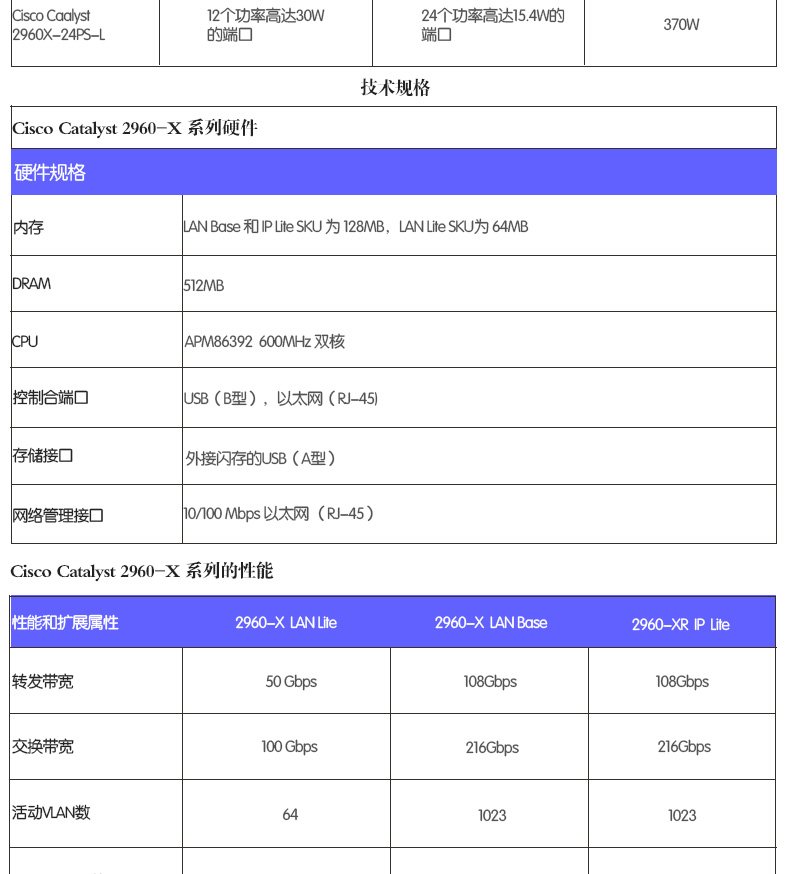 Cisco Caalyst
2960X-24PS-L
12个功率高达30W
的端口
24个功率高达15.4W的
端口
370W
技术规格
Cisco Catalyst 2960-X 系列硬件
硬件规格
内存
LAN Base 和 IP Lite SKU 为 128MB，LAN Lite SKU为 64MB
DRAM
512MB
CPU
APM86392 600MHz 双核
控制台端口
USB（B型），以太网（RJ-45)
存储接口
外接闪存的USB（A型）
网络管理接口
10/100 Mbps 以太网（RJ-45）
Cisco Catalyst 2960-X 系列的性能
性能和扩展属性
2960-X LAN Lite
2960-X LAN Base
2960-XR IP Lite
转发带宽
50 Gbps
108Gbps
108Gbps
交换带宽
100 Gbps
216Gbps
216Gbps
活动VLAN数
64
1023
1023